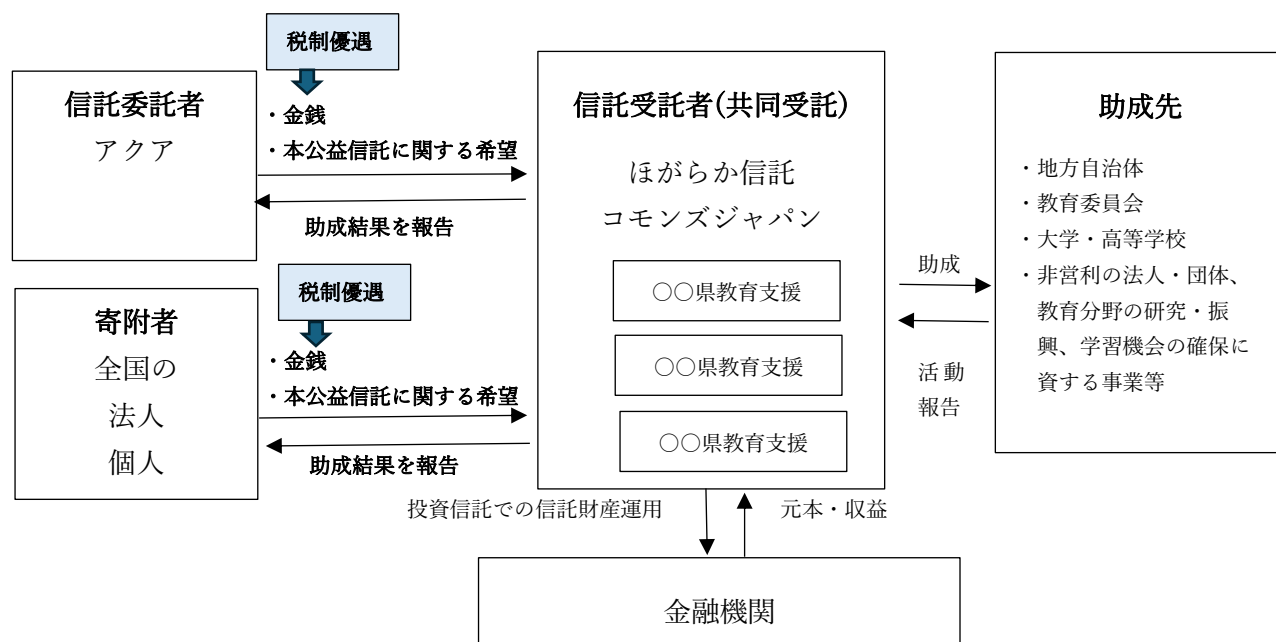 税制優遇
信託委託者
アクア
・金銭
・本公益信託に関する希望
助成結果を報告
税制優遇
寄附者
全国の
法人
個人
・金銭
・本公益信託に関する希望
助成結果を報告
信託受託者(共同受託)
ほがらか信託
コモンズジャパン
〇〇県教育支援
〇〇県教育支援
〇〇県教育支援
助成
活動
報告
助成先
・地方自治体
・教育委員会
・大学・高等学校
・非営利の法人・団体、
教育分野の研究・振
興、学習機会の確保に
資する事業等
投資信託での信託財産運用
元本・収益
金融機関